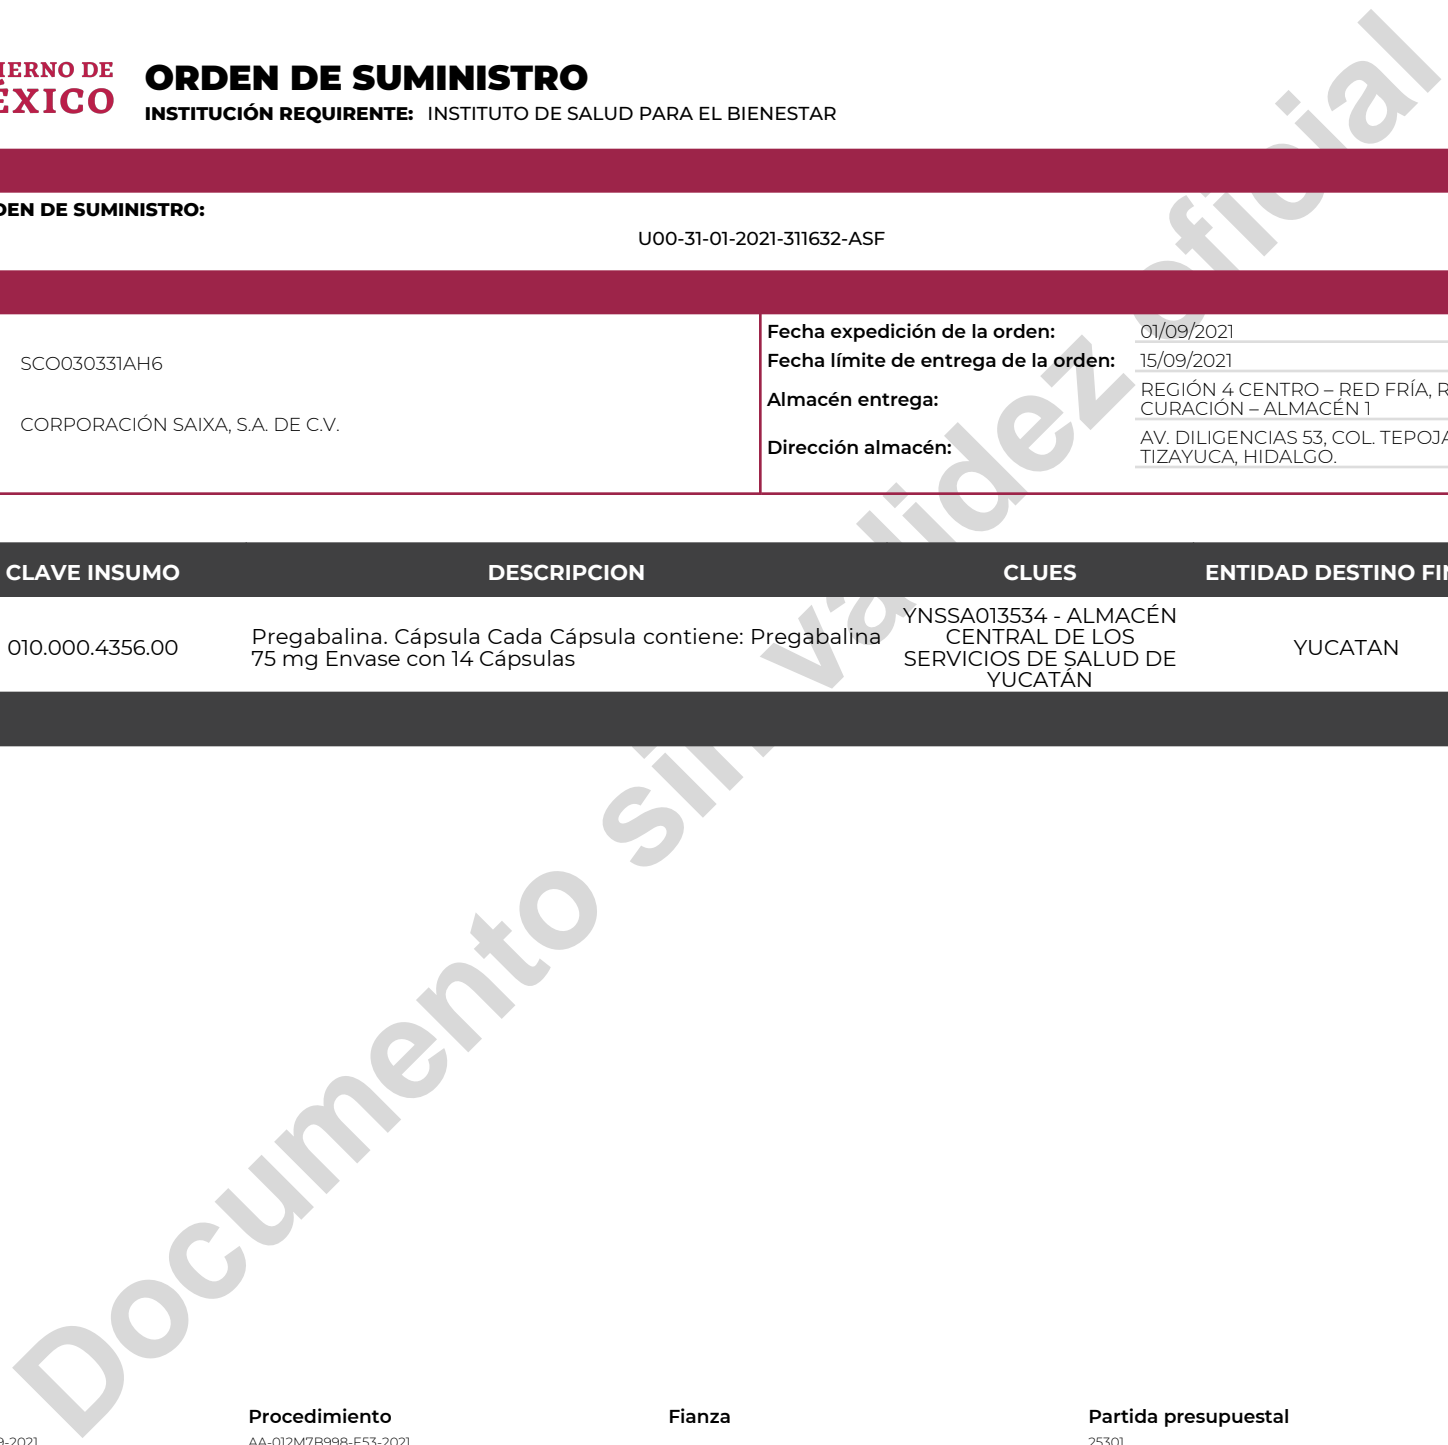 ORDEN DE SUMINISTRO
INSTITUCIÓN REQUIRENTE: INSTITUTO DE SALUD PARA EL BIENESTAR
DE
DE SUMINISTRO:
U00-31-01-2021-311632-ASF
SCO030331AH6
CORPORACIÓN SAIXA, S.A. DE C.V.
Fecha expedición de la orden: 01/09/2021
Fecha límite de entrega de la orden: 15/09/2021
Almacén entrega: REGIÓN 4 CENTRO – RED FRÍA,
CURACIÓN – ALMACÉN 1
Dirección almacén: AV. DILIGENCIAS 53, COL.
TIZAYUCA, HIDALGO.
CLAVE INSUMO DESCRIPCION CLUES ENTIDAD DESTINO
010.000.4356.00
Pregabalina. Cápsula Cada Cápsula contiene: Pregabalina
75 mg Envase con 14 Cápsulas
YNSSA013534 - ALMACÉN
CENTRAL DE LOS
SERVICIOS DE SALUD DE
YUCATÁN
YUCATAN
Documento sin validez oficial
Procedimiento Fianza Partida presupuestal